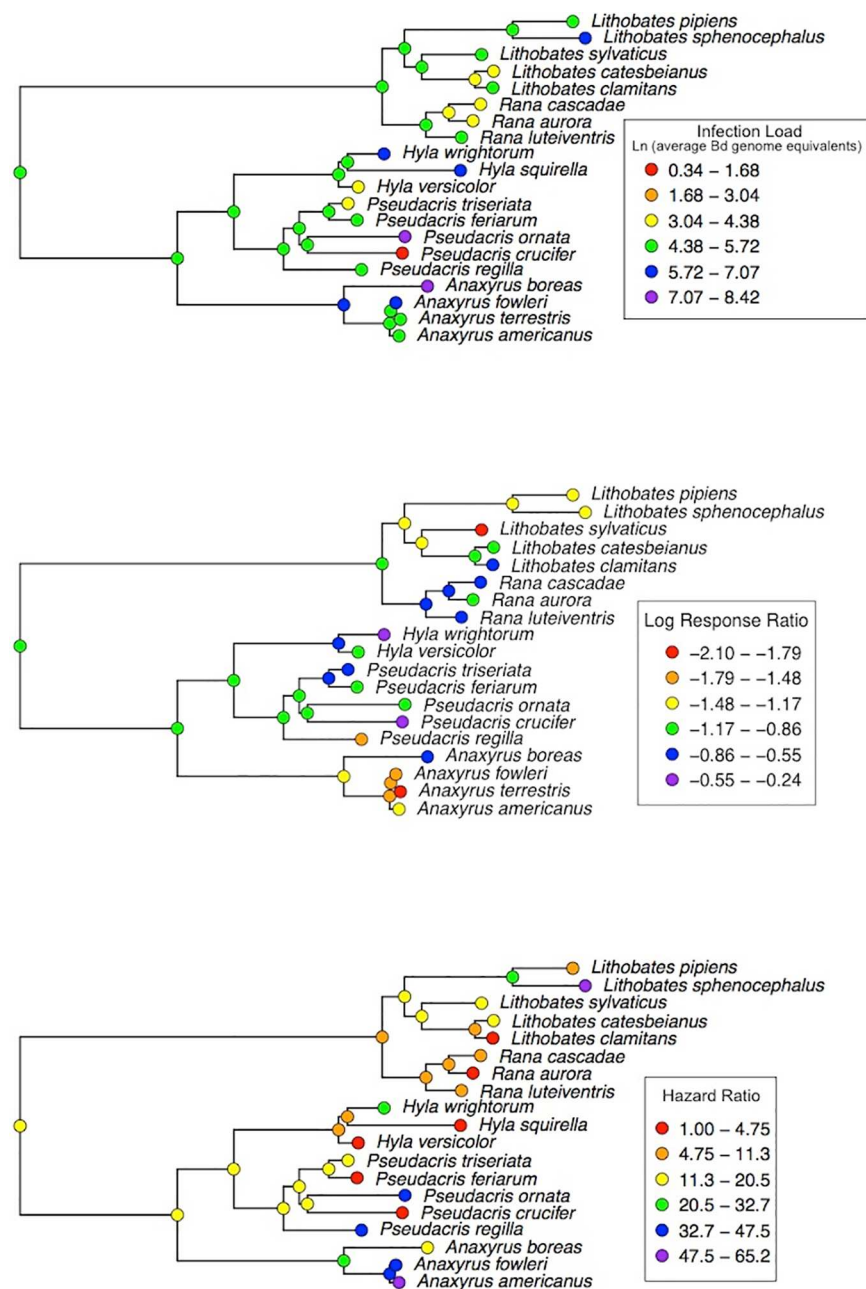 Lithobates pipiens
Lithobates sphenocephalus
Lithobates sylvaticus
Lithobates catesbeianus
Lithobates clamitans
Rana cascadae
Rana aurora
Rana luteiventris
Hyla wrightorum
Hyla squirella
Hyla versicolor
Pseudacris triseriata
Pseudacris feriarum
Pseudacris ornata
Pseudacris crucifer
Pseudacris regilla
Anaxyrus boreas
Anaxyrus fowleri
Anaxyrus terrestris
Anaxyrus americanus
Infection Load
Ln (average Bd genome equivalents)
0.34 – 1.68
1.68 – 3.04
3.04 – 4.38
4.38 – 5.72
5.72 – 7.07
7.07 – 8.42
Lithobates pipiens
Lithobates sphenocephalus
Lithobates sylvaticus
Lithobates catesbeianus
Lithobates clamitans
Rana cascadae
Rana aurora
Rana luteiventris
Hyla wrightorum
Hyla versicolor
Pseudacris triseriata
Pseudacris feriarum
Pseudacris ornata
Pseudacris crucifer
Pseudacris regilla
Anaxyrus boreas
Anaxyrus fowleri
Anaxyrus terrestris
Anaxyrus americanus
Log Response Ratio
−2.10 – −1.79
−1.79 – −1.48
−1.48 – −1.17
−1.17 – −0.86
−0.86 – −0.55
−0.55 – −0.24
Lithobates pipiens
Lithobates sphenocephalus
Lithobates sylvaticus
Lithobates catesbeianus
Lithobates clamitans
Rana cascadae
Rana aurora
Rana luteiventris
Hyla wrightorum
Hyla squirella
Hyla versicolor
Pseudacris triseriata
Pseudacris feriarum
Pseudacris ornata
Pseudacris crucifer
Pseudacris regilla
Anaxyrus boreas
Anaxyrus fowleri
Anaxyrus americanus
Hazard Ratio
1.00 – 4.75
4.75 – 11.3
11.3 – 20.5
20.5 – 32.7
32.7 – 47.5
47.5 – 65.2